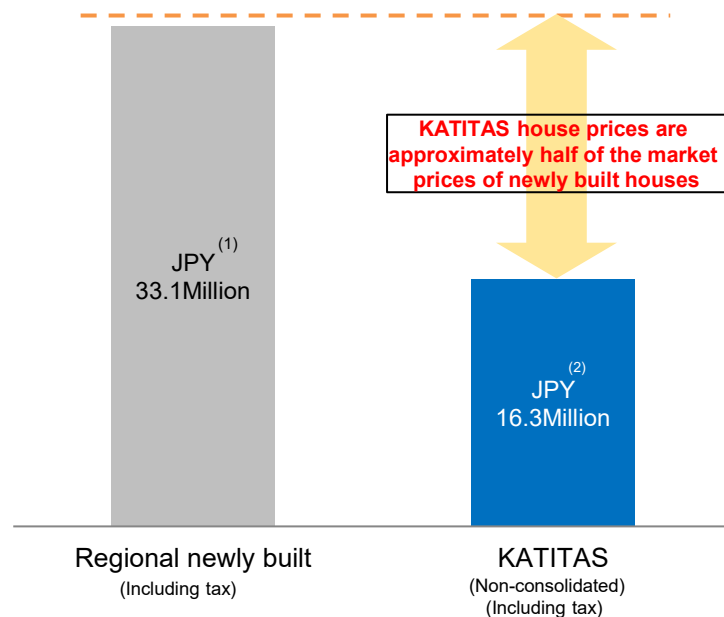 KATITAS house prices are
approximately half of the market
prices of newly built houses
JPY(1)
33.1Million
JPY(2)
16.3Million
Regional newly built
(Including tax)
KATITAS
(Non-consolidated)
(Including tax)